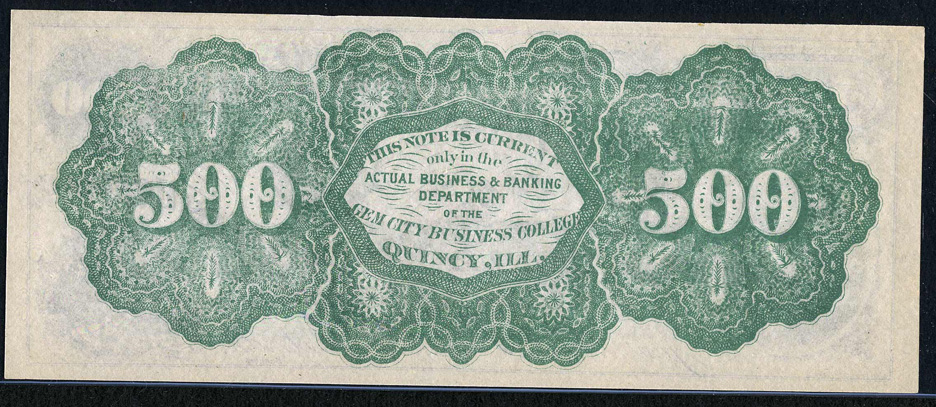 500
THIS NOTE IS CURRENT
only in the
ACTUAL BUSINESS & BANKING
DEPARTMENT
OF THE
GEM CITY BUSINESS COLLEGE
QUINCY, ILL.
500